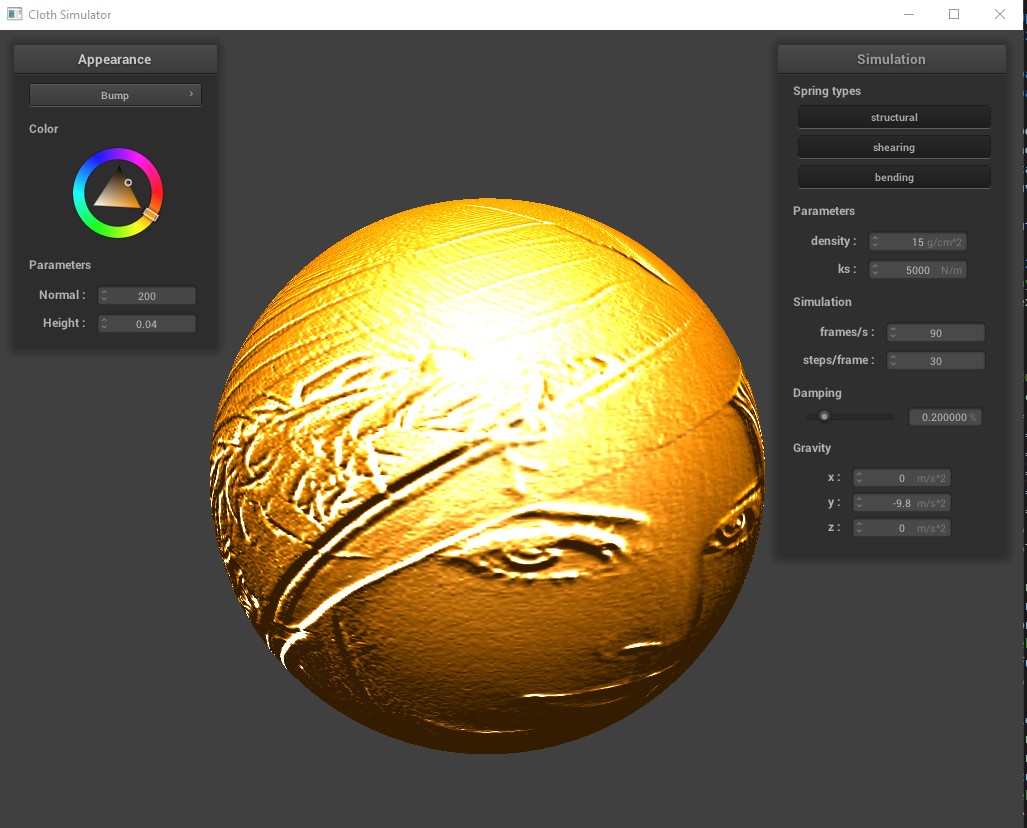 Cloth Simulator
Appearance
Bump
Color
Parameters
Normal : 200
Height : 0.04
Simulation
Spring types
structural
shearing
bending
Parameters
density : 15 g/cm^2
ks : 5000 N/m
Simulation
frames/s : 90
steps/frame : 30
Damping
0.200000 %
Gravity
x : 0 m/s^2
y : -9.8 m/s^2
z : 0 m/s^2